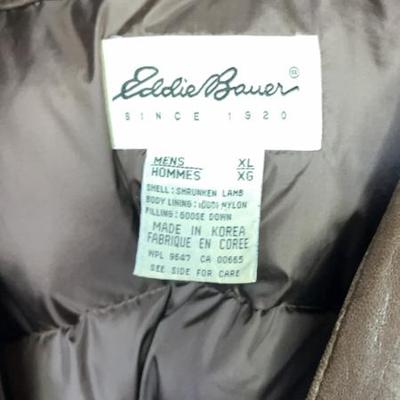 Eddie Bauer
SINCE 1920
MENS XL
HOMMES XG
SHELL: SHRUNKEN LAMB
BODY LINING: 100% NYLON
FILLING: GOOSE DOWN
MADE IN KOREA
FABRIQUE EN COREE
WPL 9647 CA 00665
SEE SIDE FOR CARE